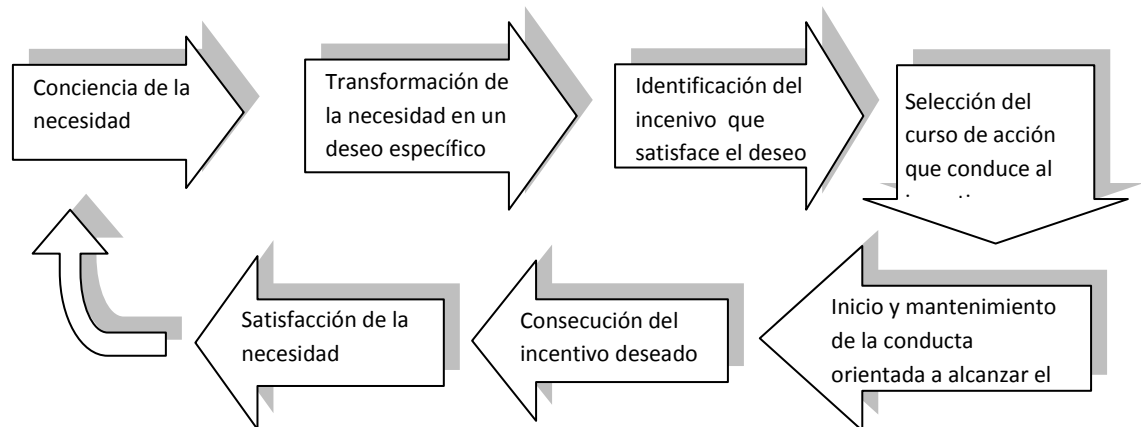 Conciencia de la
necesidad
Transformación de
la necesidad en un
deseo específico
Identificación del
incenivo que
satisface el deseo
Selección del
curso de acción
que conduce al
Inicio y mantenimiento
de la conducta
orientada a alcanzar el
Consecución del
incentivo deseado
Satisfacción de la
necesidad